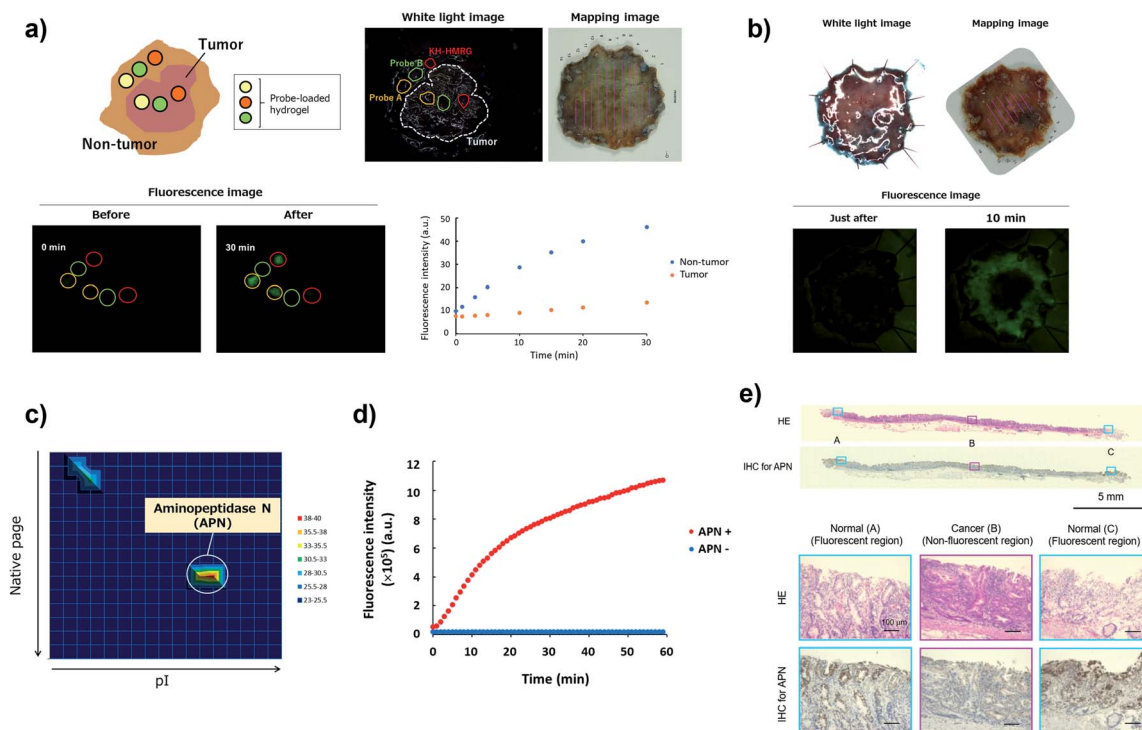 a)
Tumor
Non-tumor
Probe-loaded
hydrogel
White light image
Mapping image
KH-HMRG
Probe B
Probe A
Tumor
Fluorescence image
Before
After
0 min
30 min
Fluorescence intensity (a.u.)
50
40
30
20
10
0
0
10
20
30
Time (min)
Non-tumor
Tumor
b)
White light image
Mapping image
Fluorescence image
Just after
10 min
c)
Native page
Aminopeptidase N
(APN)
pI
38-40
35.5-38
33-35.5
30.5-33
28-30.5
25.5-28
23-25.5
d)
Fluorescence intensity
(×10⁵) (a.u.)
12
10
8
6
4
2
0
0
10
20
30
40
50
60
Time (min)
APN +
APN -
e)
HE
A
B
C
IHC for APN
5 mm
Normal (A)
(Fluorescent region)
Cancer (B)
(Non-fluorescent region)
Normal (C)
(Fluorescent region)
HE
100 μm
IHC for APN